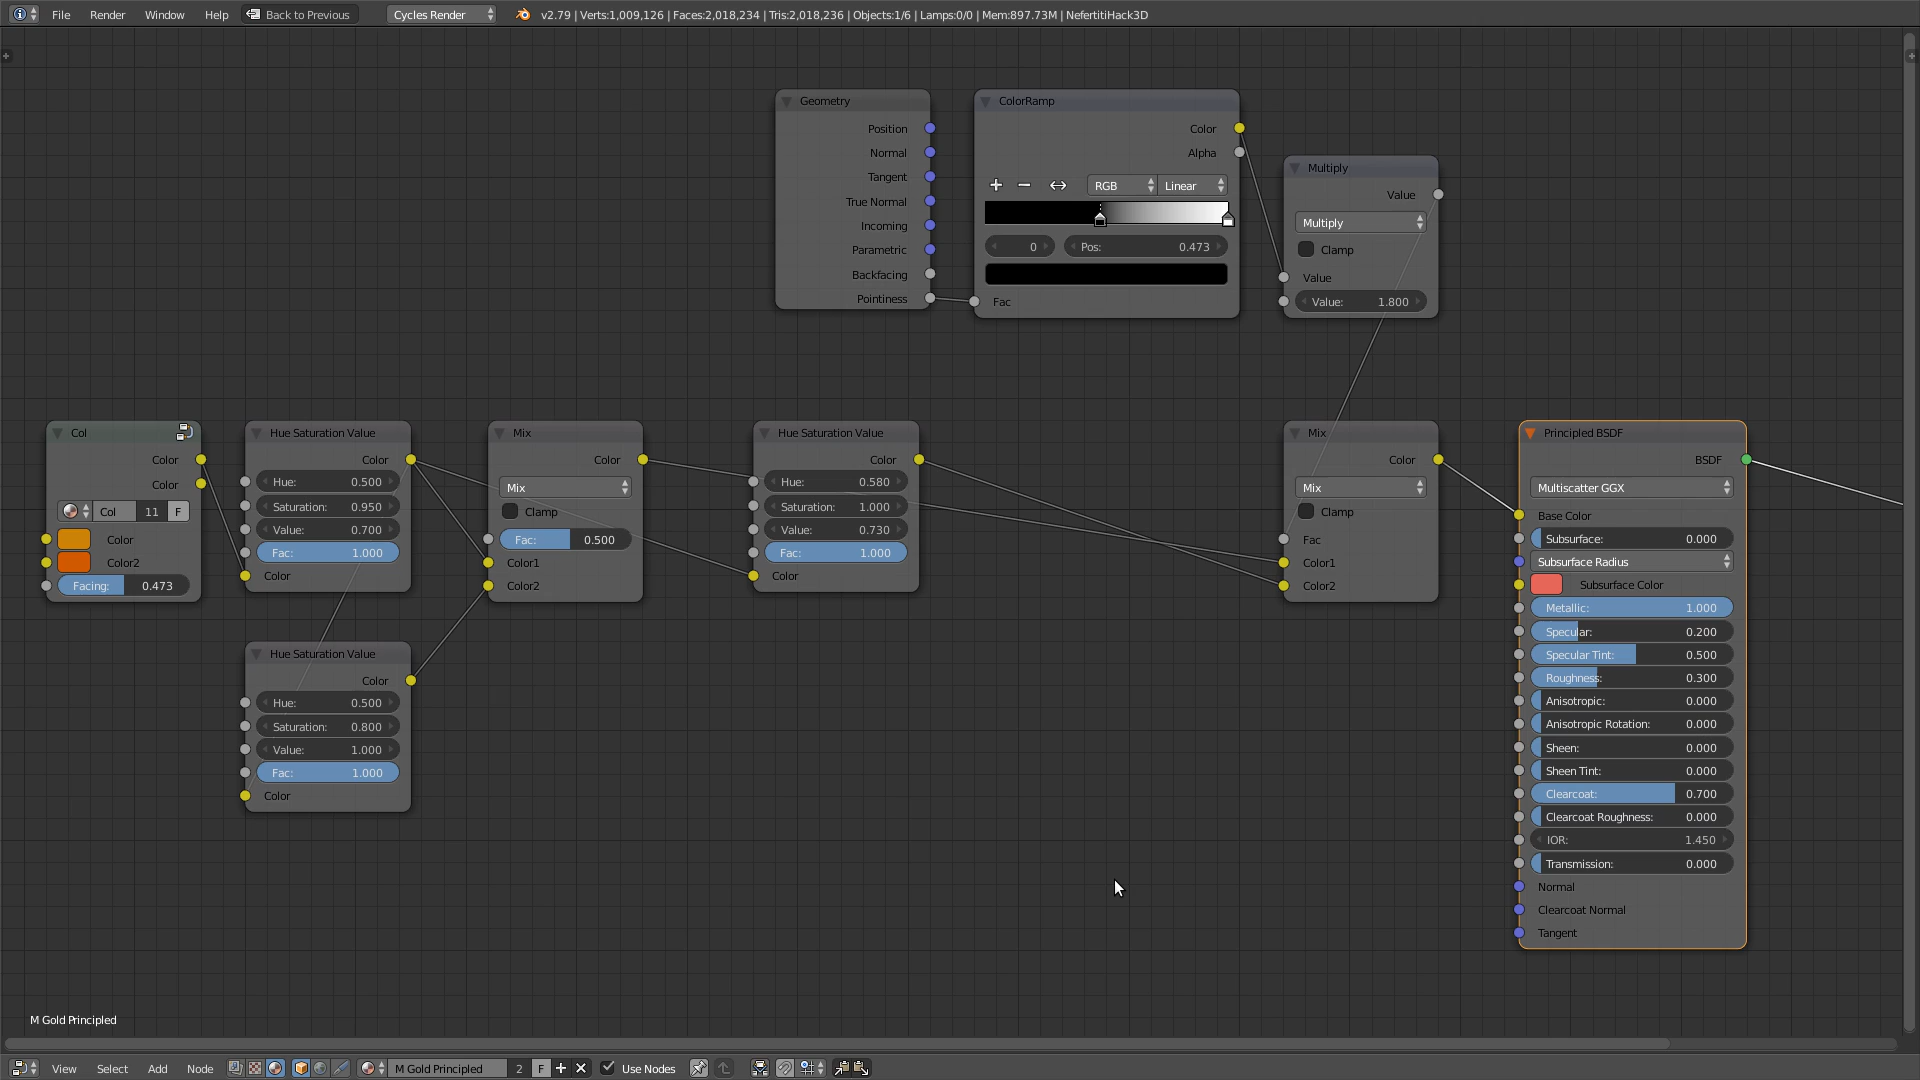 File Render Window Help Back to Previous Cycles Render v2.79 | Verts:1,009,126 | Faces:2,018,234 | Tris:2,018,236 | Objects:1/6 | Lamps:0/0 | Mem:897.73M | NefertitiHack3D
Geometry
Position
Normal
Tangent
True Normal
Incoming
Parametric
Backfacing
Pointiness
ColorRamp
Color
Alpha
RGB Linear
0 Pos: 0.473
Fac
Multiply
Value
Multiply
Clamp
Value
Value: 1.800
Col
Color
Color
Col 11 F
Color
Color2
Facing: 0.473
Hue Saturation Value
Color
Hue: 0.500
Saturation: 0.950
Value: 0.700
Fac: 1.000
Color
Hue Saturation Value
Color
Hue: 0.500
Saturation: 0.800
Value: 1.000
Fac: 1.000
Color
Mix
Color
Mix
Clamp
Fac: 0.500
Color1
Color2
Hue Saturation Value
Color
Hue: 0.580
Saturation: 1.000
Value: 0.730
Fac: 1.000
Color
Mix
Color
Mix
Clamp
Fac
Color1
Color2
Principled BSDF
BSDF
Multiscatter GGX
Base Color
Subsurface: 0.000
Subsurface Radius
Subsurface Color
Metallic: 1.000
Specular: 0.200
Specular Tint: 0.500
Roughness: 0.300
Anisotropic: 0.000
Anisotropic Rotation: 0.000
Sheen: 0.000
Sheen Tint: 0.000
Clearcoat: 0.700
Clearcoat Roughness: 0.000
IOR: 1.450
Transmission: 0.000
Normal
Clearcoat Normal
Tangent
M Gold Principled
View Select Add Node M Gold Principled 2 F Use Nodes